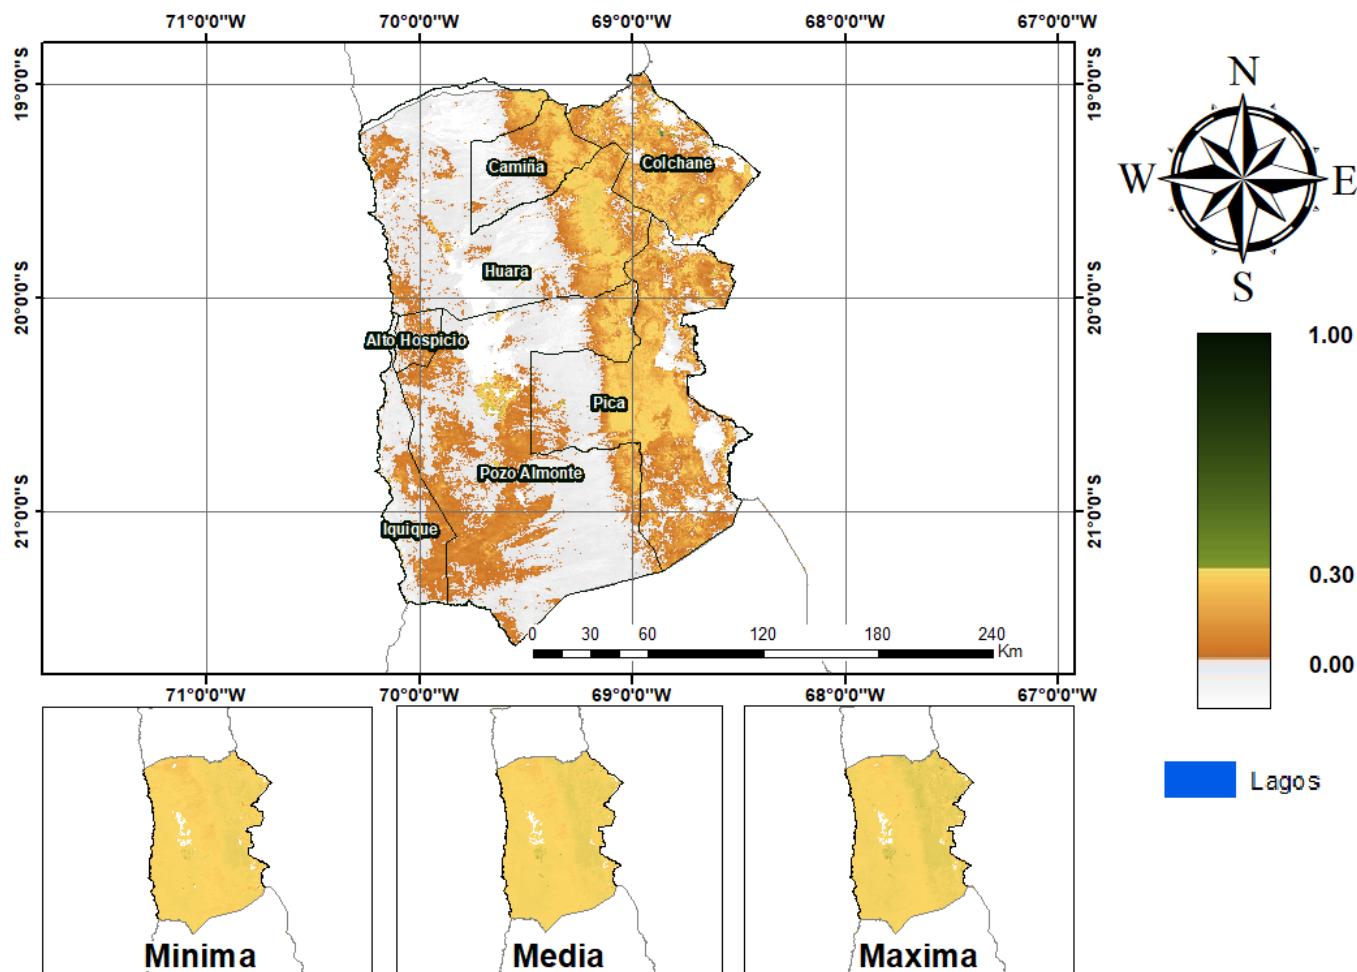 71°0'0"W 70°0'0"W 69°0'0"W 68°0'0"W 67°0'0"W
19°0'0"S 19°0'0"S
20°0'0"S 20°0'0"S
21°0'0"S 21°0'0"S
Camiña
Colchane
Huara
Alto Hospicio
Pica
Pozo Almonte
Iquique
0 30 60 120 180 240
Km
71°0'0"W 70°0'0"W 69°0'0"W 68°0'0"W 67°0'0"W
N
W E
S
1.00
0.30
0.00
Lagos
Minima
Media
Maxima